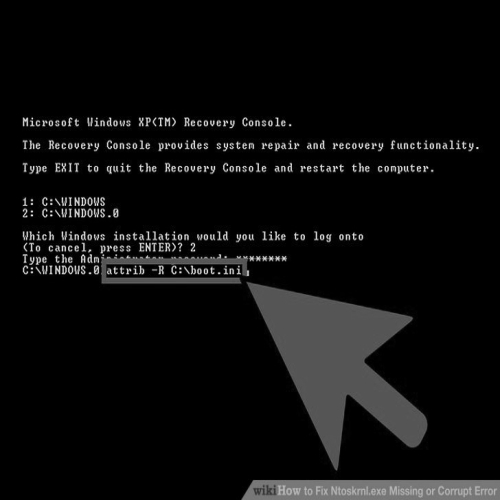 Microsoft Windows XP(TM) Recovery Console.
The Recovery Console provides system repair and recovery functionality.
Type EXIT to quit the Recovery Console and restart the computer.
1: C:\WINDOWS
2: C:\WINDOWS.0
Which Windows installation would you like to log onto
(To cancel, press ENTER)? 2
Type the Administrator password: ********
C:\WINDOWS.0 attrib -R C:\boot.ini
wikiHow to Fix Ntoskrnl.exe Missing or Corrupt Error